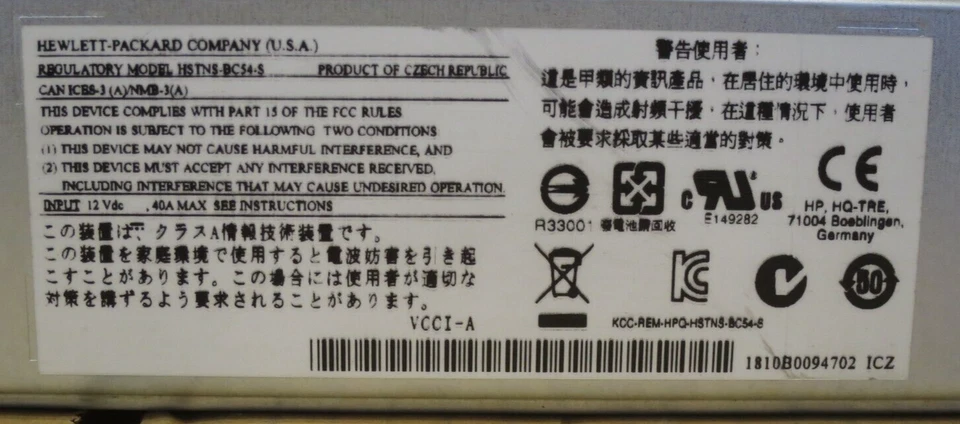 HEWLETT-PACKARD COMPANY (U.S.A.)
REGULATORY MODEL HSTNS-BC54-S PRODUCT OF CZECH REPUBLIC
CAN ICES-3 (A)/NMB-3(A)
THIS DEVICE COMPLIES WITH PART 15 OF THE FCC RULES
OPERATION IS SUBJECT TO THE FOLLOWING TWO CONDITIONS
(1) THIS DEVICE MAY NOT CAUSE HARMFUL INTERFERENCE, AND
(2) THIS DEVICE MUST ACCEPT ANY INTERFERENCE RECEIVED,
INCLUDING INTERFERENCE THAT MAY CAUSE UNDESIRED OPERATION.
INPUT 12 Vdc , 40A MAX SEE INSTRUCTIONS
この装置は、クラスA情報技術装置です。
この装置を家庭環境で使用すると電波妨害を引き起
こすことがあります。この場合には使用者が適切な
対策を講ずるよう要求されることがあります。
VCCI-A
警告使用者：
這是甲類的資訊產品，在居住的環境中使用時，
可能會造成射頻干擾，在這種情況下，使用者
會被要求採取某些適當的對策。
R33001
廢電池請回收
c UL US
E149282
CE
HP, HQ-TRE,
71004 Boeblingen,
Germany
KCC-REM-HPQ-HSTNS-BC54-S
50
1810B0094702 ICZ